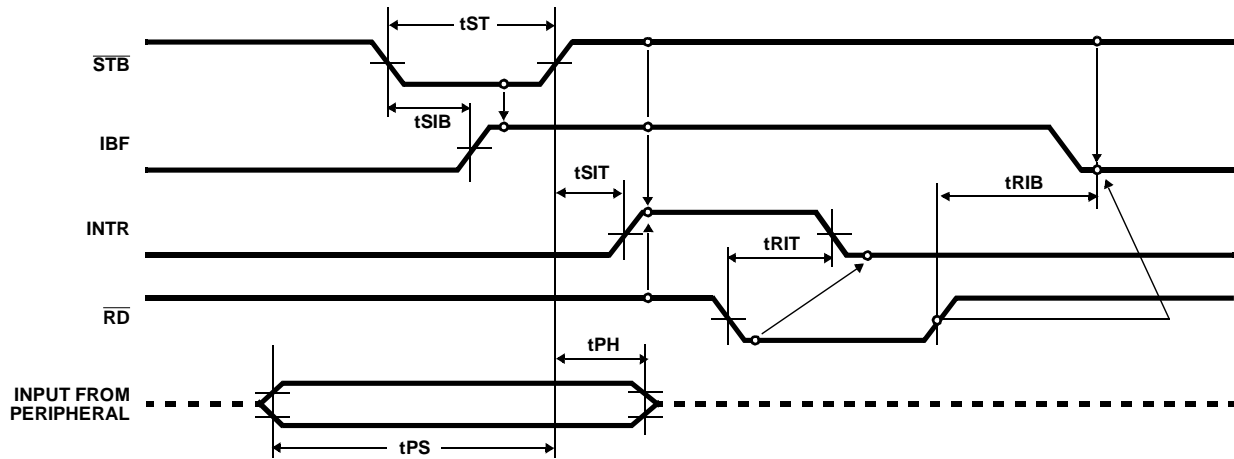 tST
STB
tSIB
IBF
tSIT
tRIB
INTR
tRIT
RD
tPH
INPUT FROM
PERIPHERAL
tPS